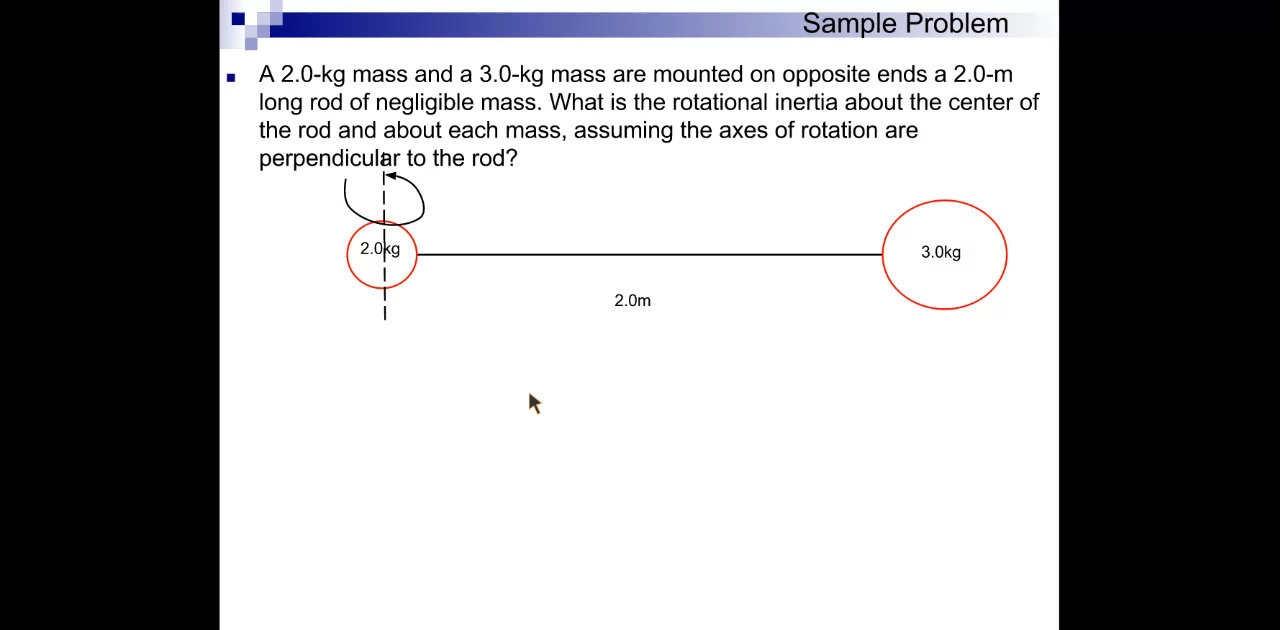 Sample Problem
A 2.0-kg mass and a 3.0-kg mass are mounted on opposite ends a 2.0-m
long rod of negligible mass. What is the rotational inertia about the center of
the rod and about each mass, assuming the axes of rotation are
perpendicular to the rod?
2.0kg
3.0kg
2.0m